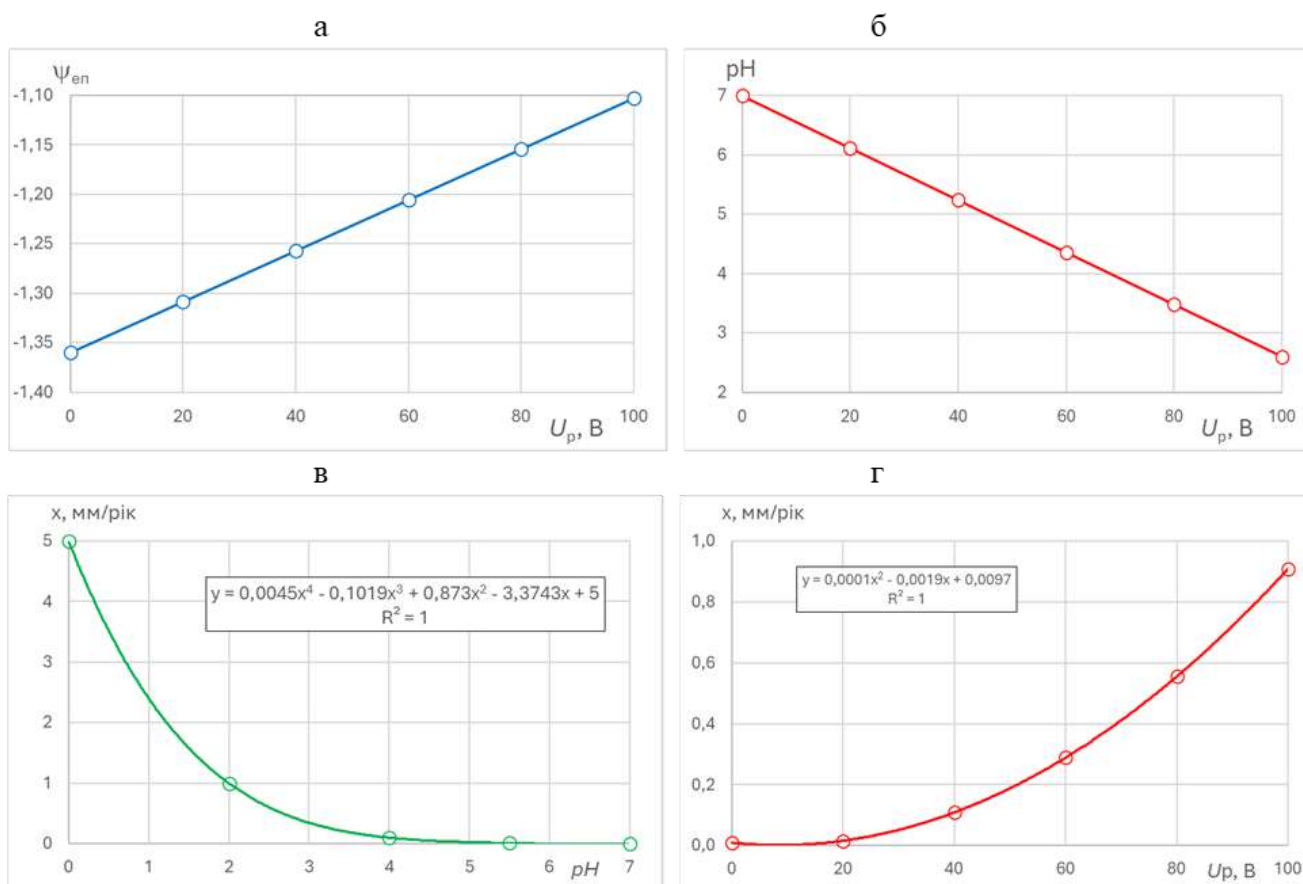 а
ψеп
-1,10
-1,15
-1,20
-1,25
-1,30
-1,35
-1,40
0 20 40 60 80 100
Uр, В
б
pH
7
6
5
4
3
2
0 20 40 60 80 100
Uр, В
в
х, мм/рік
5
4
3
2
1
0
y = 0,0045x⁴ - 0,1019x³ + 0,873x² - 3,3743x + 5
R² = 1
0 1 2 3 4 5 6 7
pH
г
х, мм/рік
1,0
0,8
0,6
0,4
0,2
0,0
y = 0,0001x² - 0,0019x + 0,0097
R² = 1
0 20 40 60 80 100
Uр, В